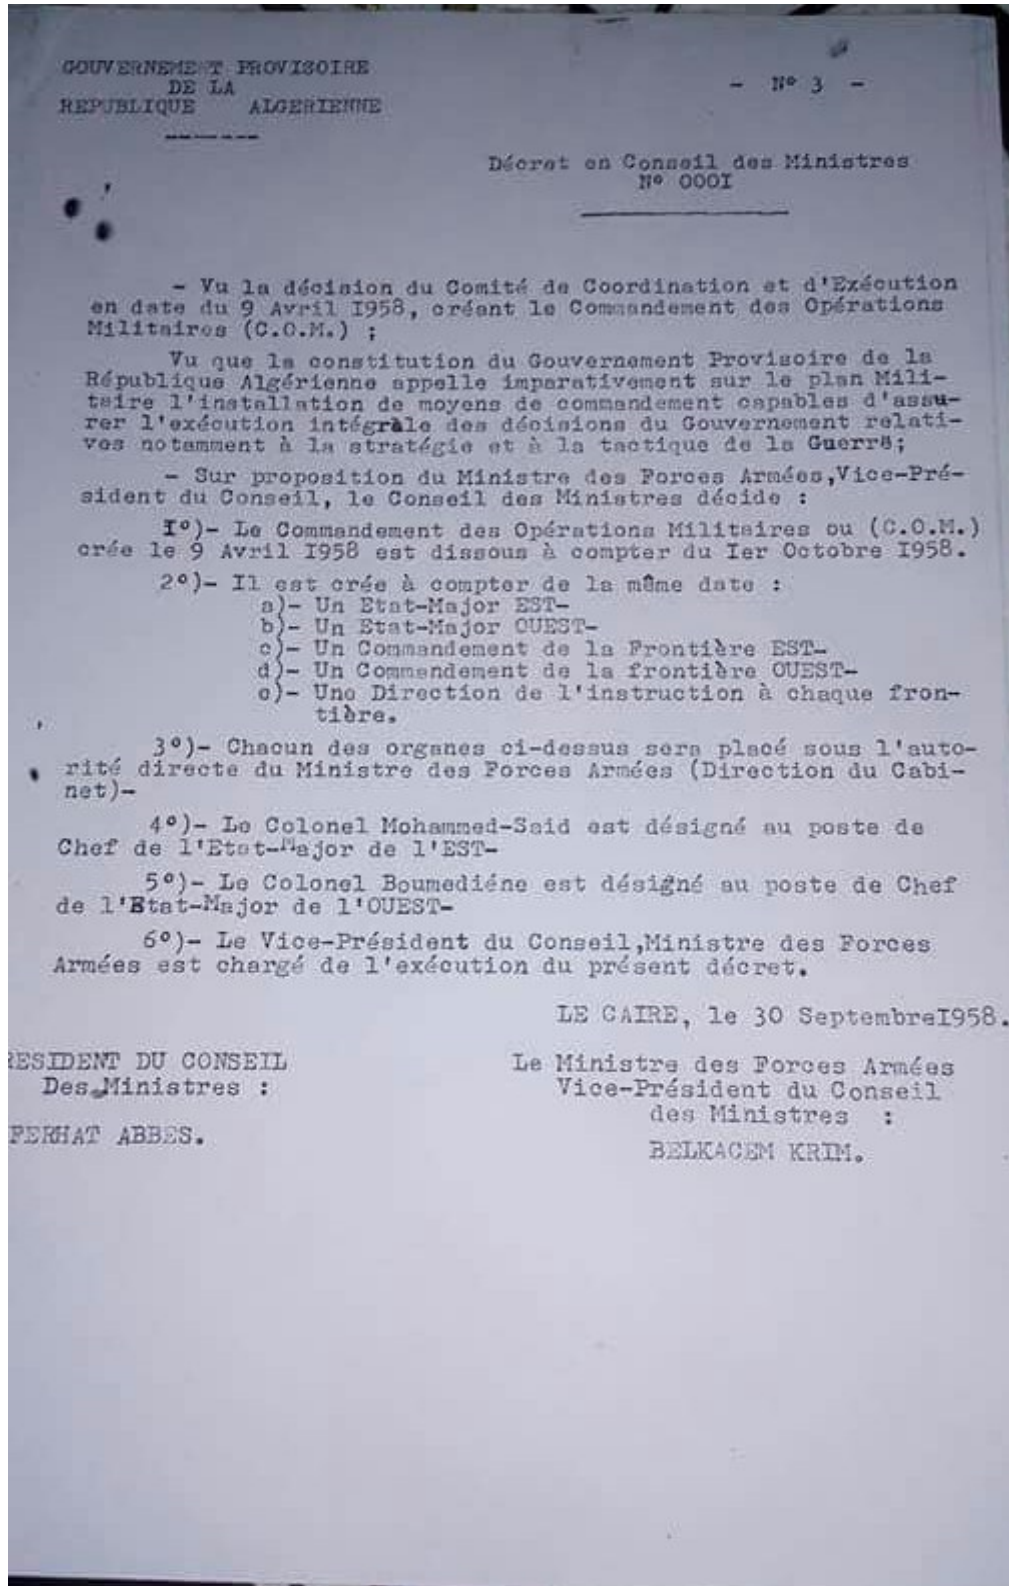 GOUVERNEMENT PROVISOIRE
DE LA
REPUBLIQUE ALGERIENNE
- N° 3 -
Décret en Conseil des Ministres
N° 000I
- Vu la décision du Comité de Coordination et d'Exécution
en date du 9 Avril I958, créant le Commandement des Opérations
Militaires (C.O.M.) ;
Vu que la constitution du Gouvernement Provisoire de la
République Algérienne appelle imparativement sur le plan Mili-
taire l'installation de moyens de commandement capables d'assu-
rer l'exécution intégrale des décisions du Gouvernement relati-
ves notamment à la stratégie et à la tactique de la Guerre;
- Sur proposition du Ministre des Forces Armées,Vice-Pré-
sident du Conseil, le Conseil des Ministres décide :
I°)- Le Commandement des Opérations Militaires ou (C.O.M.)
crée le 9 Avril I958 est dissous à compter du Ier Octobre I958.
2°)- Il est crée à compter de la même date :
a)- Un Etat-Major EST-
b)- Un Etat-Major OUEST-
c)- Un Commandement de la Frontière EST-
d)- Un Commandement de la frontière OUEST-
e)- Une Direction de l'instruction à chaque fron-
tière.
3°)- Chacun des organes ci-dessus sera placé sous l'auto-
rité directe du Ministre des Forces Armées (Direction du Cabi-
net)-
4°)- Le Colonel Mohammed-Said est désigné au poste de
Chef de l'Etat-Major de l'EST-
5°)- Le Colonel Boumediéne est désigné au poste de Chef
de l'Etat-Major de l'OUEST-
6°)- Le Vice-Président du Conseil,Ministre des Forces
Armées est chargé de l'exécution du présent décret.
LE CAIRE, le 30 SeptembreI958.
RESIDENT DU CONSEIL
Des Ministres :
FERHAT ABBES.
Le Ministre des Forces Armées
Vice-Président du Conseil
des Ministres :
BELKACEM KRIM.